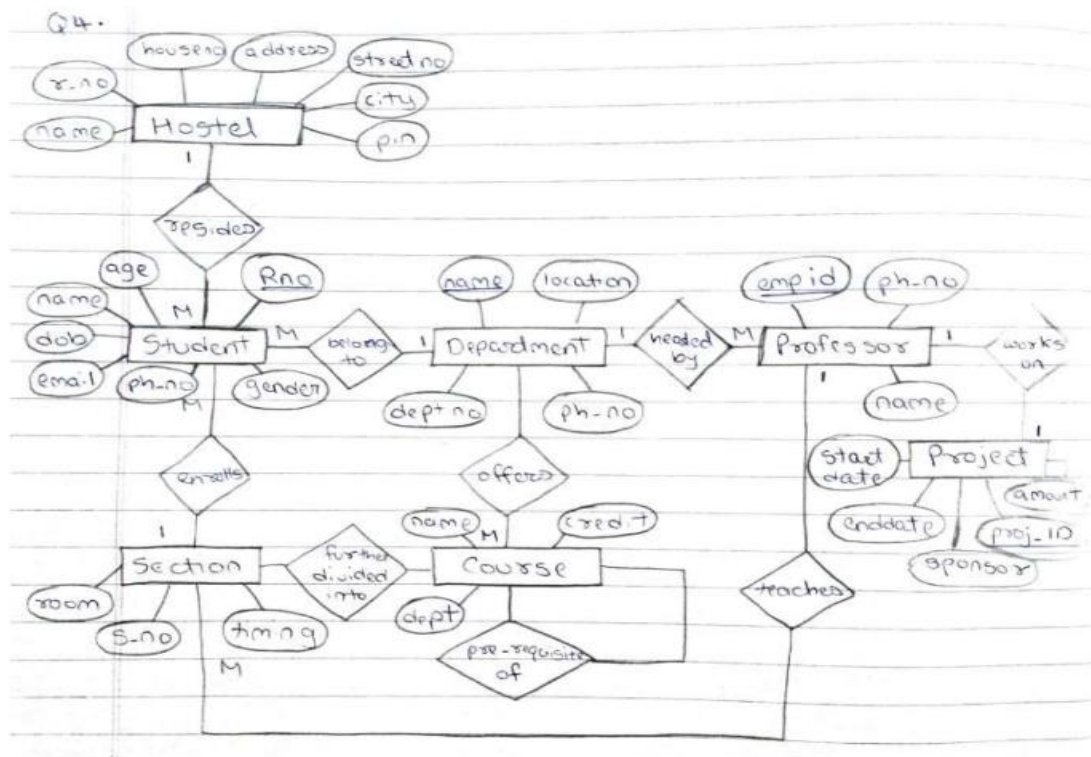 Q4.
houseno address street no
r_no city
name Hostel pin
1
resides
age Rno name location empid ph-no
name M M 1 1 M 1
dob Student belongs to Department headed by Professor works on
email ph-no gender dept no ph-no name
M 1 1
enrolls offers start date Project
name credit enddate amount
1 M proj_ID
Section further divided into Course sponsor
room dept teaches
S-no timing
M pre-requisite of